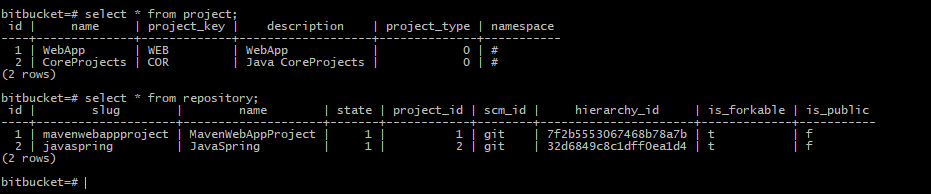 bitbucket=# select * from project;
 id |     name     | project_key |   description     | project_type | namespace
----+--------------+-------------+-------------------+--------------+-----------
  1 | WebApp       | WEB         | WebApp            |            0 | #
  2 | CoreProjects | COR         | Java CoreProjects |            0 | #
(2 rows)
bitbucket=# select * from repository;
 id |      slug          |      name          | state | project_id | scm_id |     hierarchy_id     | is_forkable | is_public
----+--------------------+--------------------+-------+------------+--------+----------------------+-------------+-----------
  1 | mavenwebappproject | MavenWebAppProject |     1 |          1 | git    | 7f2b5553067468b78a7b | t           | f
  2 | javaspring         | JavaSpring         |     1 |          2 | git    | 32d6849c8c1dff0ea1d4 | t           | f
(2 rows)
bitbucket=#